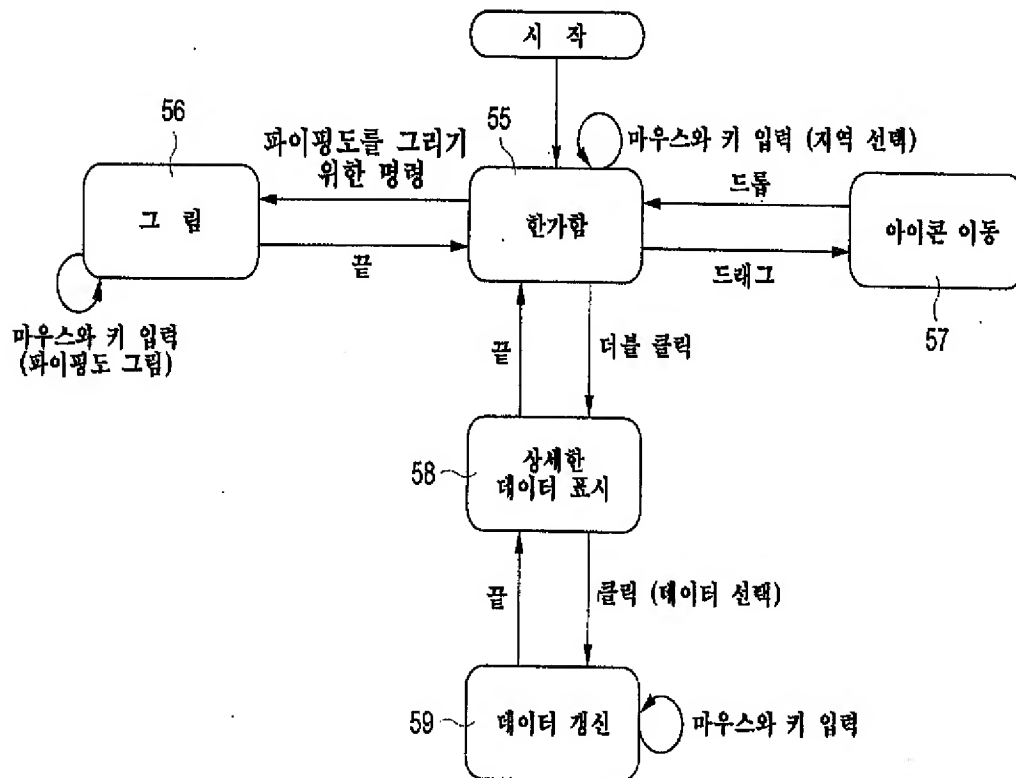 시 작
56
파이핑도를 그리기
위한 명령
55
마우스와 키 입력 (지역 선택)
드롭
그 림
한가함
아이콘 이동
끝
드래그
57
마우스와 키 입력
(파이핑도 그림)
끝
더블 클릭
58
상세한
데이터 표시
끝
클릭 (데이터 선택)
59
데이터 갱신
마우스와 키 입력